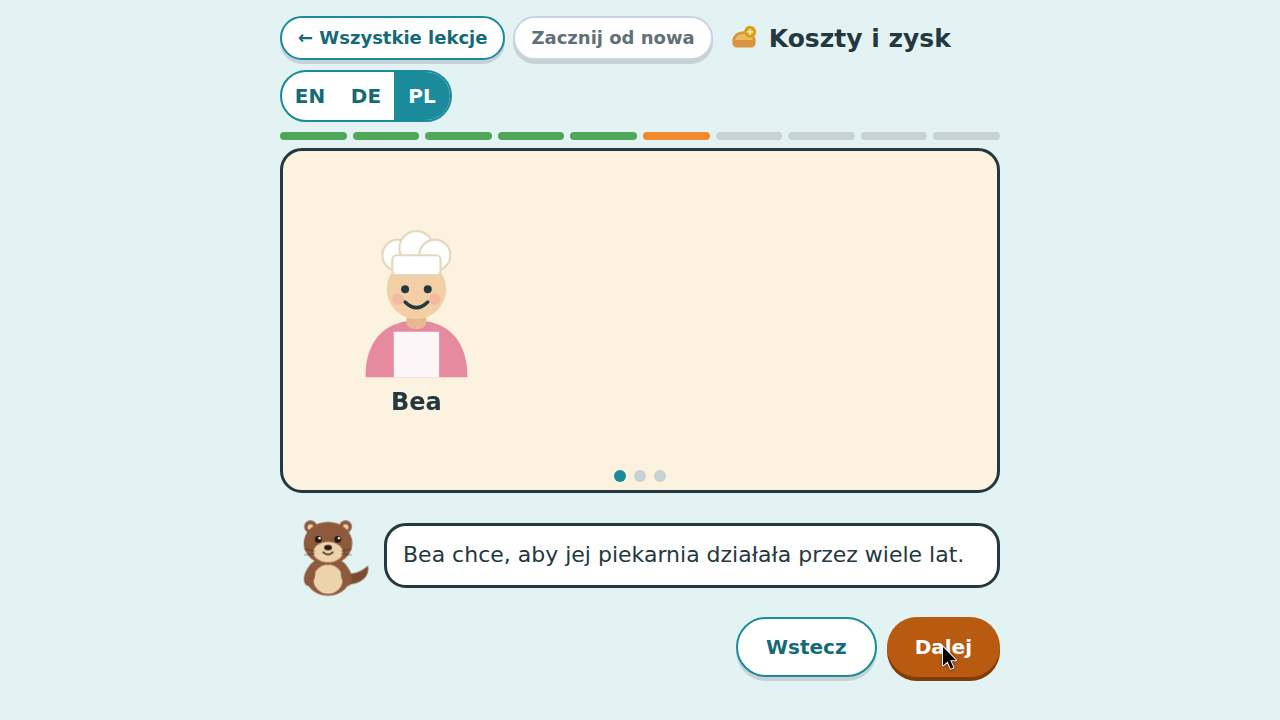 ← Wszystkie lekcje
Zacznij od nowa
Koszty i zysk
EN DE PL
Bea
Bea chce, aby jej piekarnia działała przez wiele lat.
Wstecz
Dalej